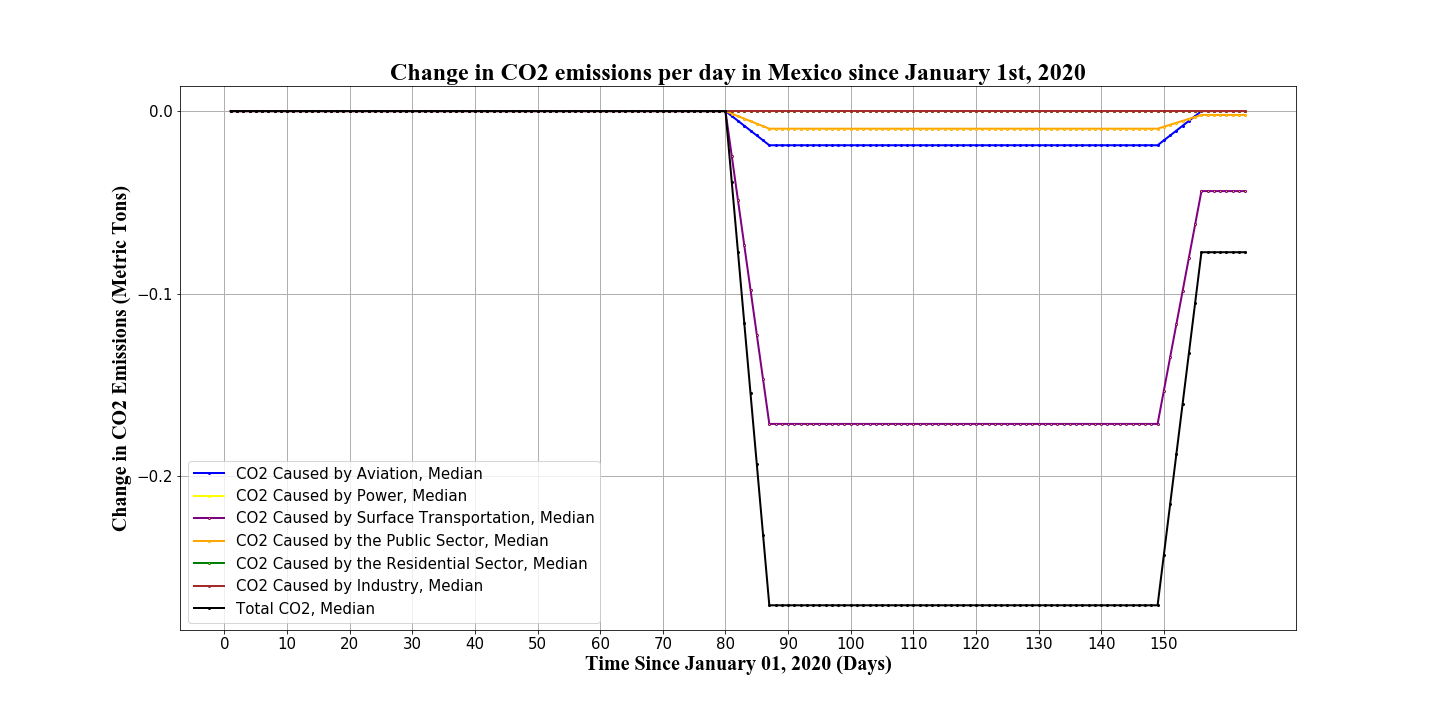 Change in CO2 emissions per day in Mexico since January 1st, 2020
Change in CO2 Emissions (Metric Tons)
0.0
−0.1
−0.2
CO2 Caused by Aviation, Median
CO2 Caused by Power, Median
CO2 Caused by Surface Transportation, Median
CO2 Caused by the Public Sector, Median
CO2 Caused by the Residential Sector, Median
CO2 Caused by Industry, Median
Total CO2, Median
0 10 20 30 40 50 60 70 80 90 100 110 120 130 140 150
Time Since January 01, 2020 (Days)